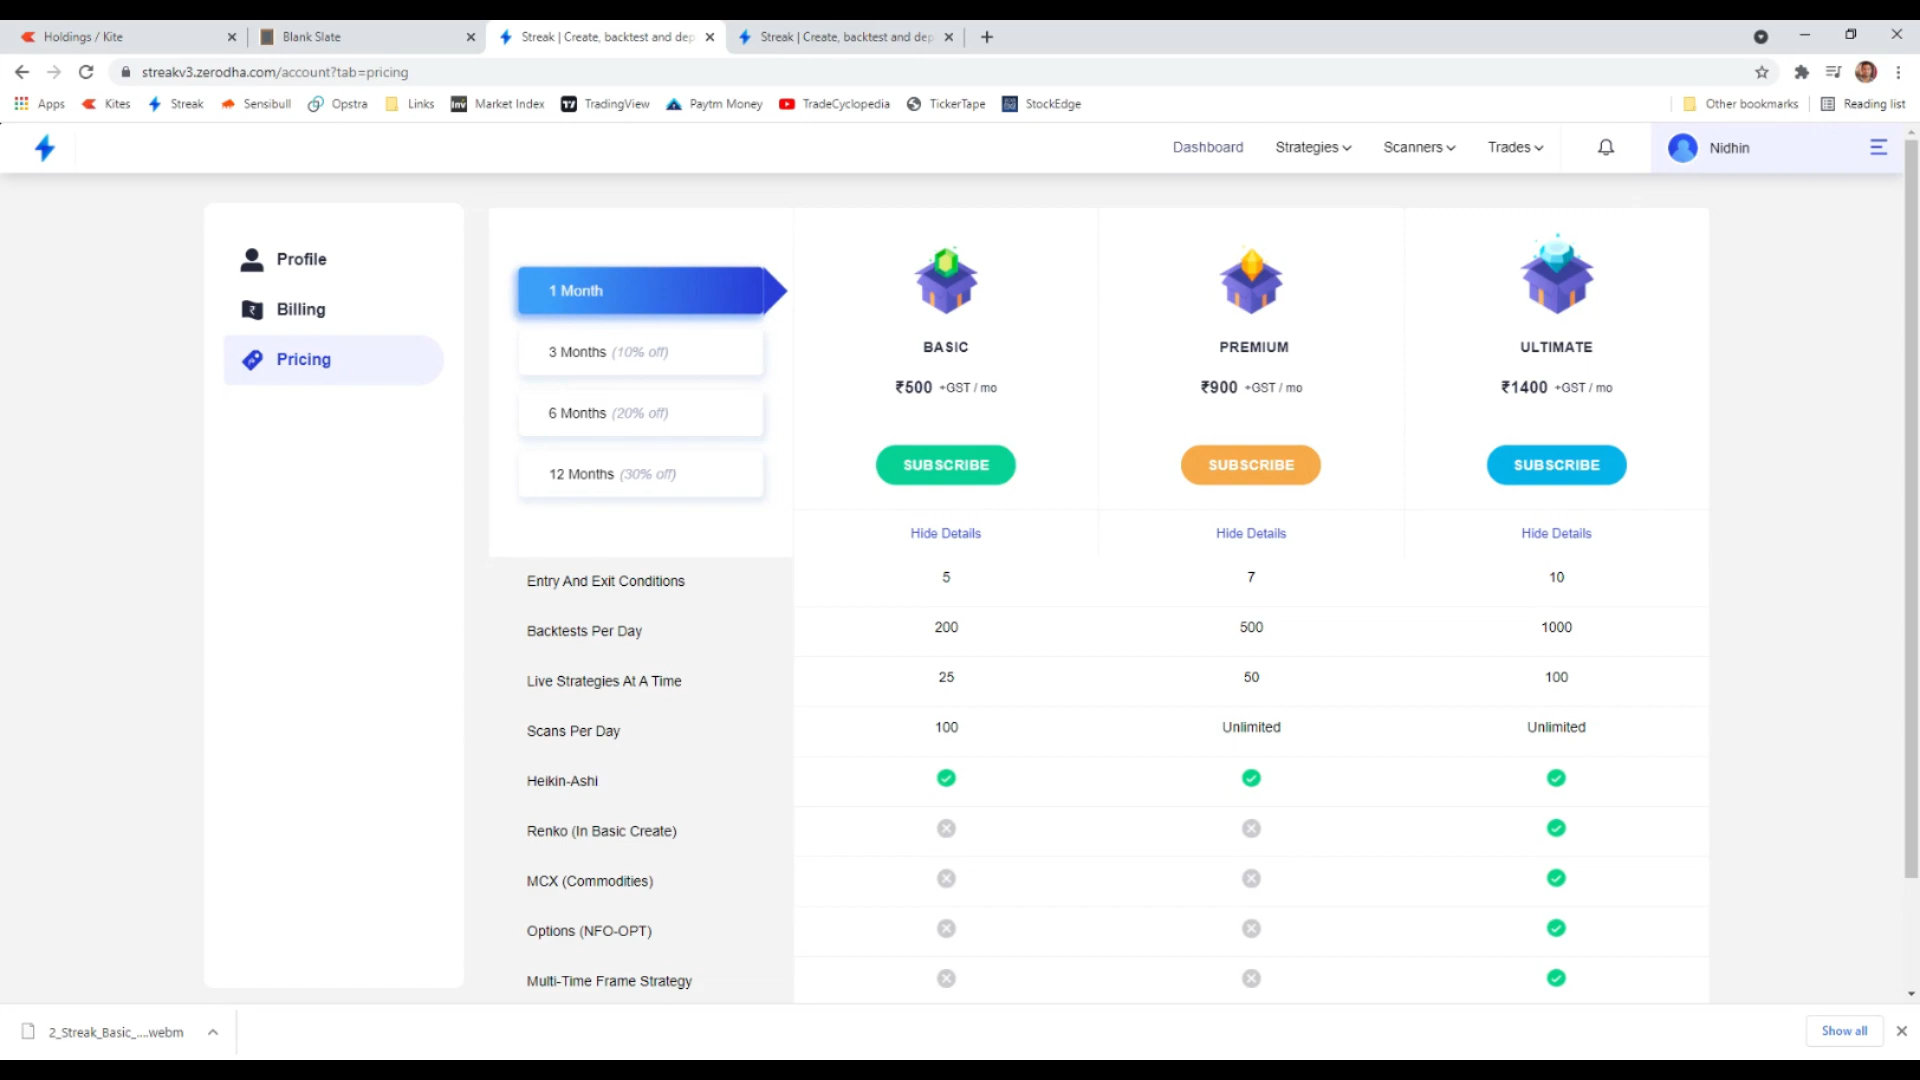 Holdings / Kite
Blank Slate
Streak | Create, backtest and dep
Streak | Create, backtest and dep
streakv3.zerodha.com/account?tab=pricing
Apps Kites Streak Sensibull Opstra Links Market Index TradingView Paytm Money TradeCyclopedia TickerTape StockEdge Other bookmarks Reading list
Dashboard Strategies Scanners Trades Nidhin
Profile
Billing
Pricing
1 Month
3 Months (10% off)
6 Months (20% off)
12 Months (30% off)
BASIC PREMIUM ULTIMATE
₹500 +GST / mo ₹900 +GST / mo ₹1400 +GST / mo
SUBSCRIBE SUBSCRIBE SUBSCRIBE
Hide Details Hide Details Hide Details
Entry And Exit Conditions 5 7 10
Backtests Per Day 200 500 1000
Live Strategies At A Time 25 50 100
Scans Per Day 100 Unlimited Unlimited
Heikin-Ashi
Renko (In Basic Create)
MCX (Commodities)
Options (NFO-OPT)
Multi-Time Frame Strategy
2_Streak_Basic_....webm
Show all